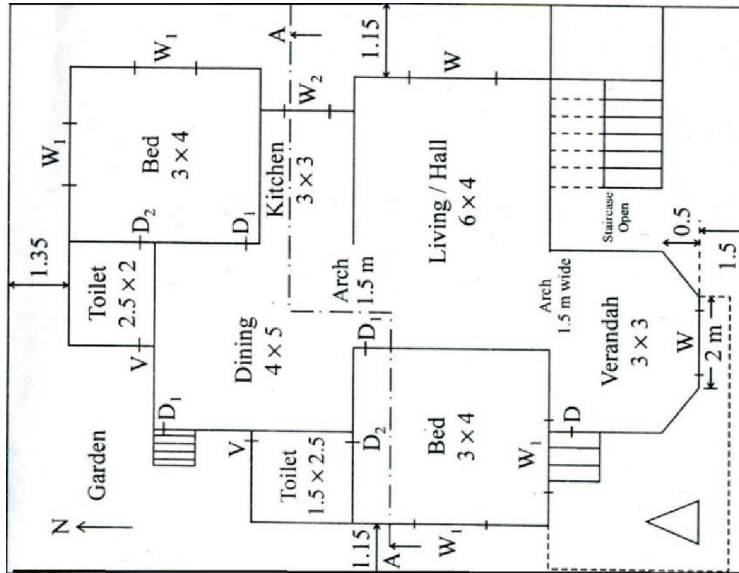 N
Garden
1.35
W1
W1
Bed
3 × 4
D2
D1
Toilet
2.5 × 2
V
D1
Dining
4 × 5
Kitchen
3 × 3
W2
A
1.15
Arch
1.5 m
D1
V
Toilet
1.5 × 2.5
D2
1.15
A
Bed
3 × 4
W1
W1
Living / Hall
6 × 4
W
Arch
1.5 m wide
Staircase
Open
D
Verandah
3 × 3
W
2 m
0.5
1.5